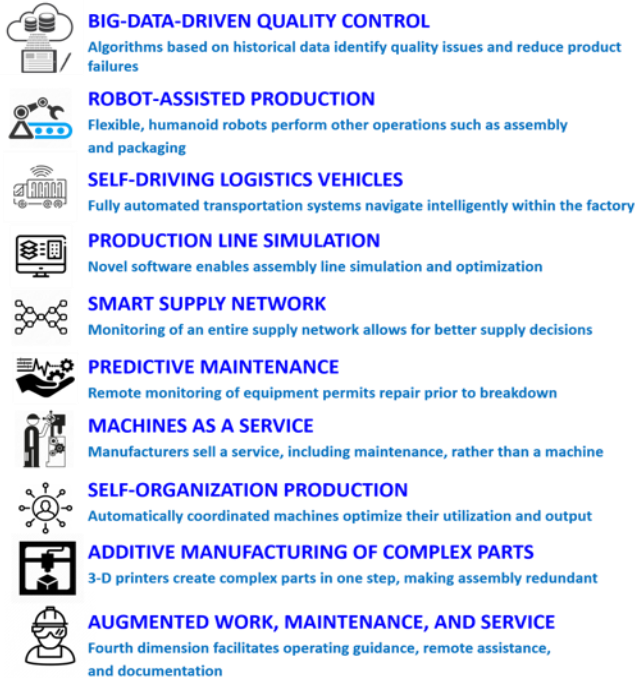 BIG-DATA-DRIVEN QUALITY CONTROL
Algorithms based on historical data identify quality issues and reduce product
failures
ROBOT-ASSISTED PRODUCTION
Flexible, humanoid robots perform other operations such as assembly
and packaging
SELF-DRIVING LOGISTICS VEHICLES
Fully automated transportation systems navigate intelligently within the factory
PRODUCTION LINE SIMULATION
Novel software enables assembly line simulation and optimization
SMART SUPPLY NETWORK
Monitoring of an entire supply network allows for better supply decisions
PREDICTIVE MAINTENANCE
Remote monitoring of equipment permits repair prior to breakdown
MACHINES AS A SERVICE
Manufacturers sell a service, including maintenance, rather than a machine
SELF-ORGANIZATION PRODUCTION
Automatically coordinated machines optimize their utilization and output
ADDITIVE MANUFACTURING OF COMPLEX PARTS
3-D printers create complex parts in one step, making assembly redundant
AUGMENTED WORK, MAINTENANCE, AND SERVICE
Fourth dimension facilitates operating guidance, remote assistance,
and documentation